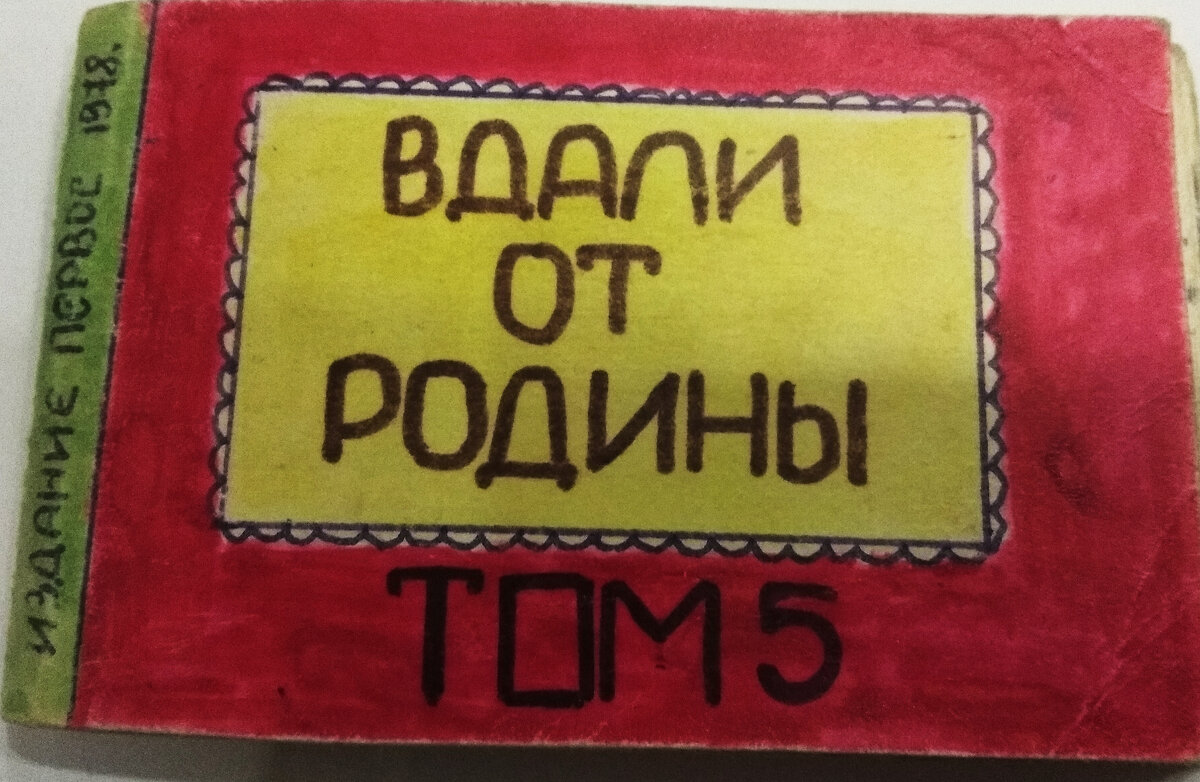 ВДАЛИ
ОТ
РОДИНЫ
ТОМ 5
ИЗДАНИЕ ПЕРВОЕ 1978.